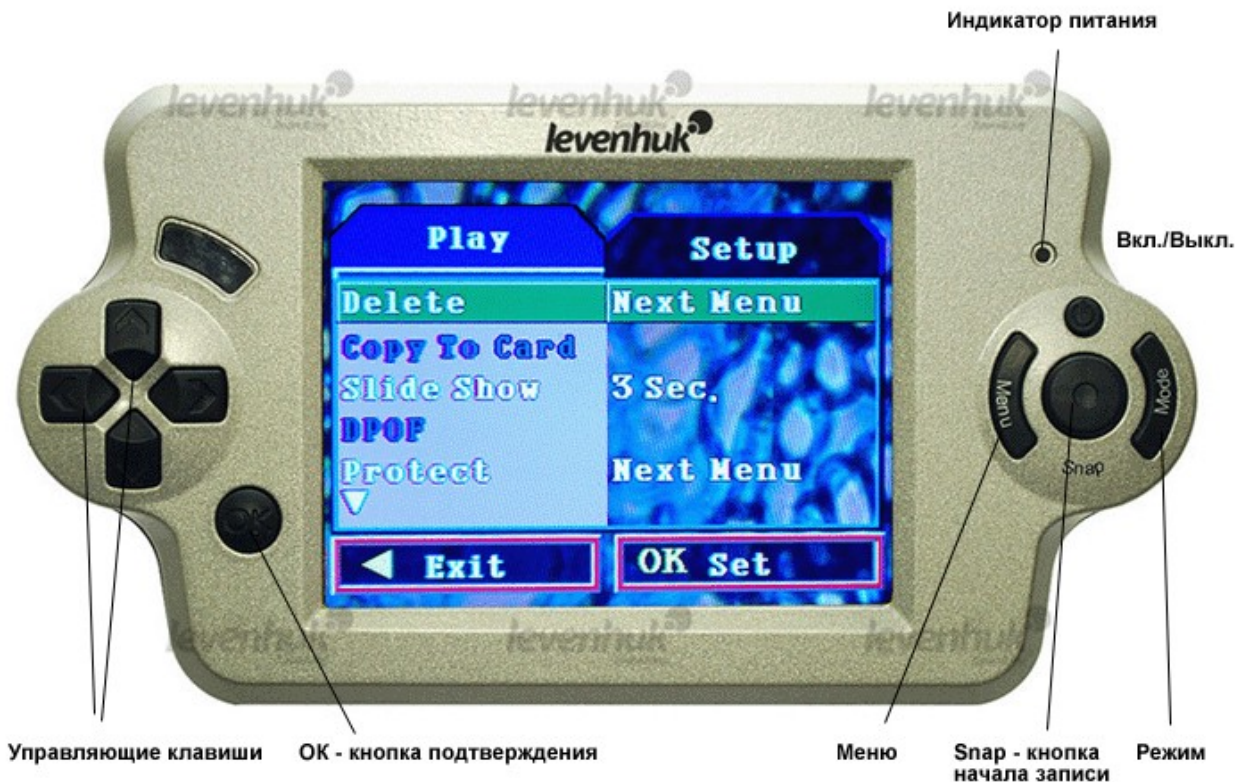 Индикатор питания
levenhuk levenhuk levenhuk
levenhuk
Вкл./Выкл.
Play Setup
Delete Next Menu
Copy To Card
Slide Show 3 Sec.
DPOF
Protect Next Menu
Exit OK Set
OK
Menu Mode
Snap
levenhuk levenhuk levenhuk
Управляющие клавиши ОК - кнопка подтверждения Меню Snap - кнопка Режим
начала записи